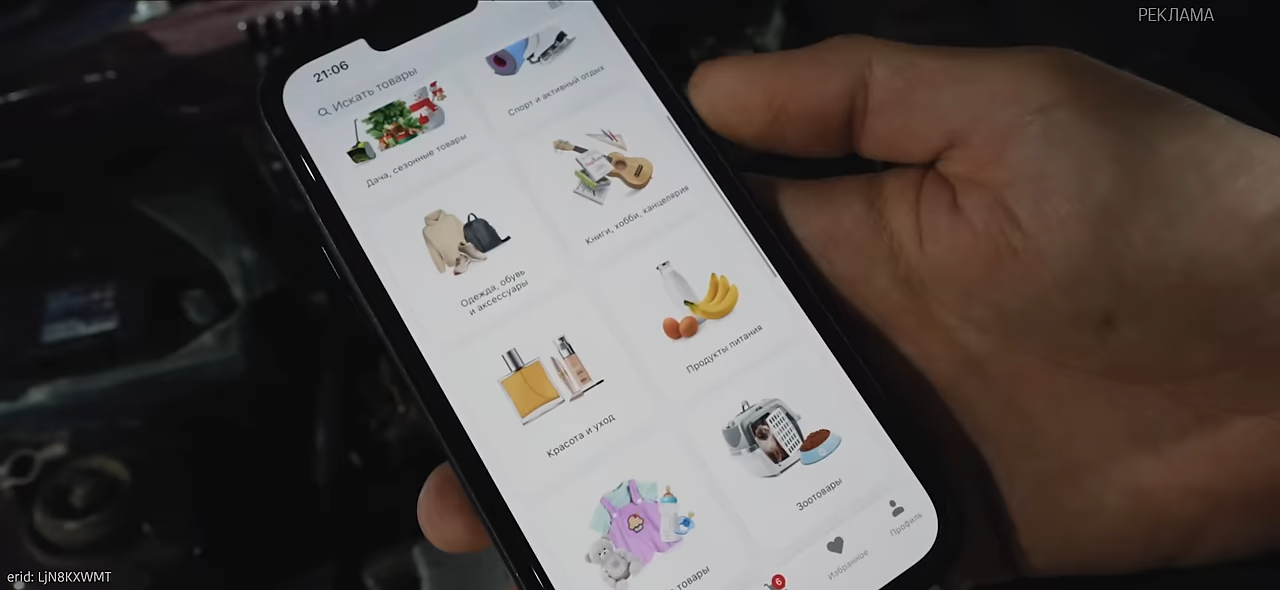 РЕКЛАМА
21:06
Искать товары
Спорт и активный отдых
Дача, сезонные товары
Книги, хобби, канцелярия
Одежда, обувь
и аксессуары
Продукты питания
Красота и уход
Зоотовары
товары
Профиль
Избранное
6
erid: LjN8KXWMT